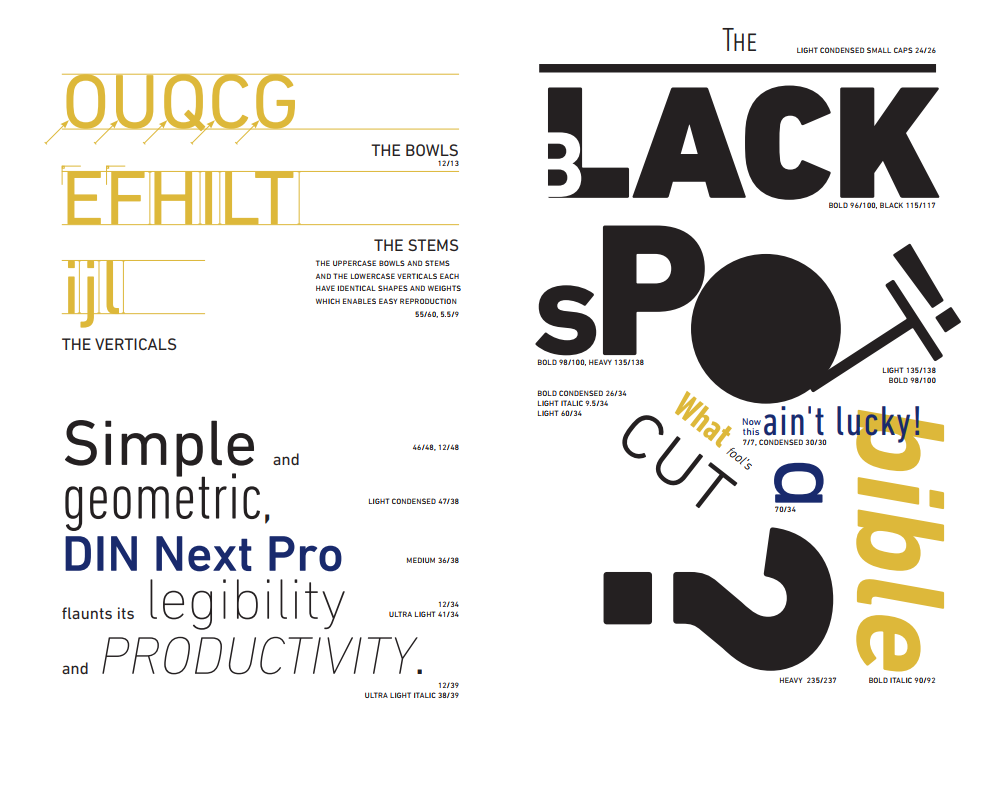 OUQCG
THE BOWLS
12/13
EFHILT
THE STEMS
THE UPPERCASE BOWLS AND STEMS
AND THE LOWERCASE VERTICALS EACH
HAVE IDENTICAL SHAPES AND WEIGHTS
WHICH ENABLES EASY REPRODUCTION
55/60, 5.5/9
ijl
THE VERTICALS
Simple and
46/48, 12/48
geometric,
LIGHT CONDENSED 47/38
DIN Next Pro
MEDIUM 36/38
flaunts its legibility
12/34
ULTRA LIGHT 41/34
and PRODUCTIVITY.
12/39
ULTRA LIGHT ITALIC 38/39
THE
LIGHT CONDENSED SMALL CAPS 24/26
BLACK
BOLD 96/100, BLACK 115/117
sPOT!
BOLD 98/100, HEAVY 135/138
LIGHT 135/138
BOLD 98/100
BOLD CONDENSED 26/34
LIGHT ITALIC 9.5/34
LIGHT 60/34
What fool's
CUT
Now
this ain't lucky!
7/7, CONDENSED 30/30
a
70/34
bible
?
HEAVY 235/237
BOLD ITALIC 90/92